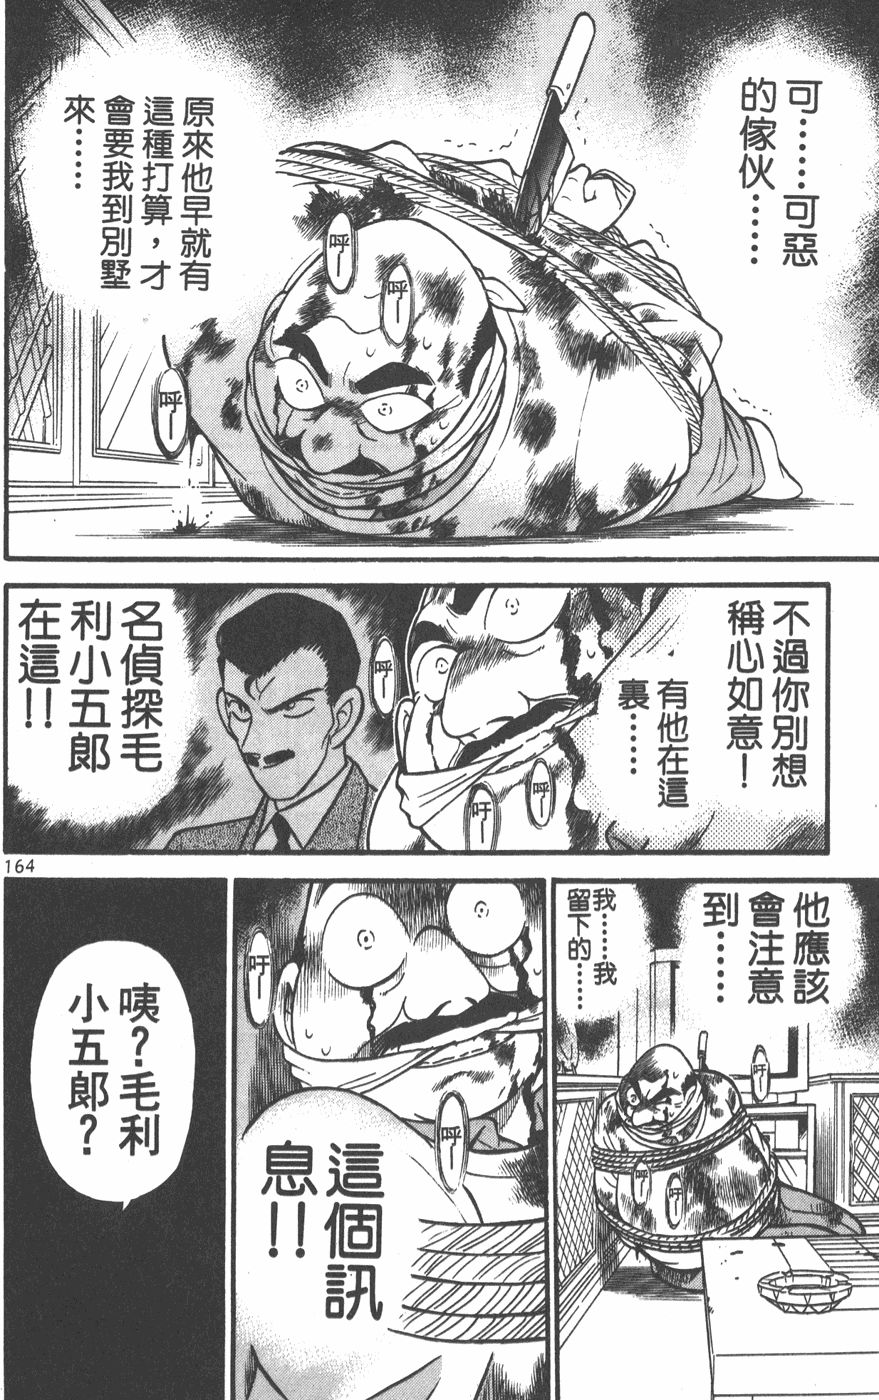 可……可惡
的傢伙……
原來他早就有
這種打算，才
會要我到別墅
來……
呼—
呼—
呼—
不過你別想
稱心如意！
有他在這
裏……
呼—
呼—
吁—
名偵探毛
利小五郎
在這!!
164
他應該
會注意
到……
我……我
留下的……
吁—
呼—
吁—
吁—
呼—
這個訊
息!!
咦？毛利
小五郎？